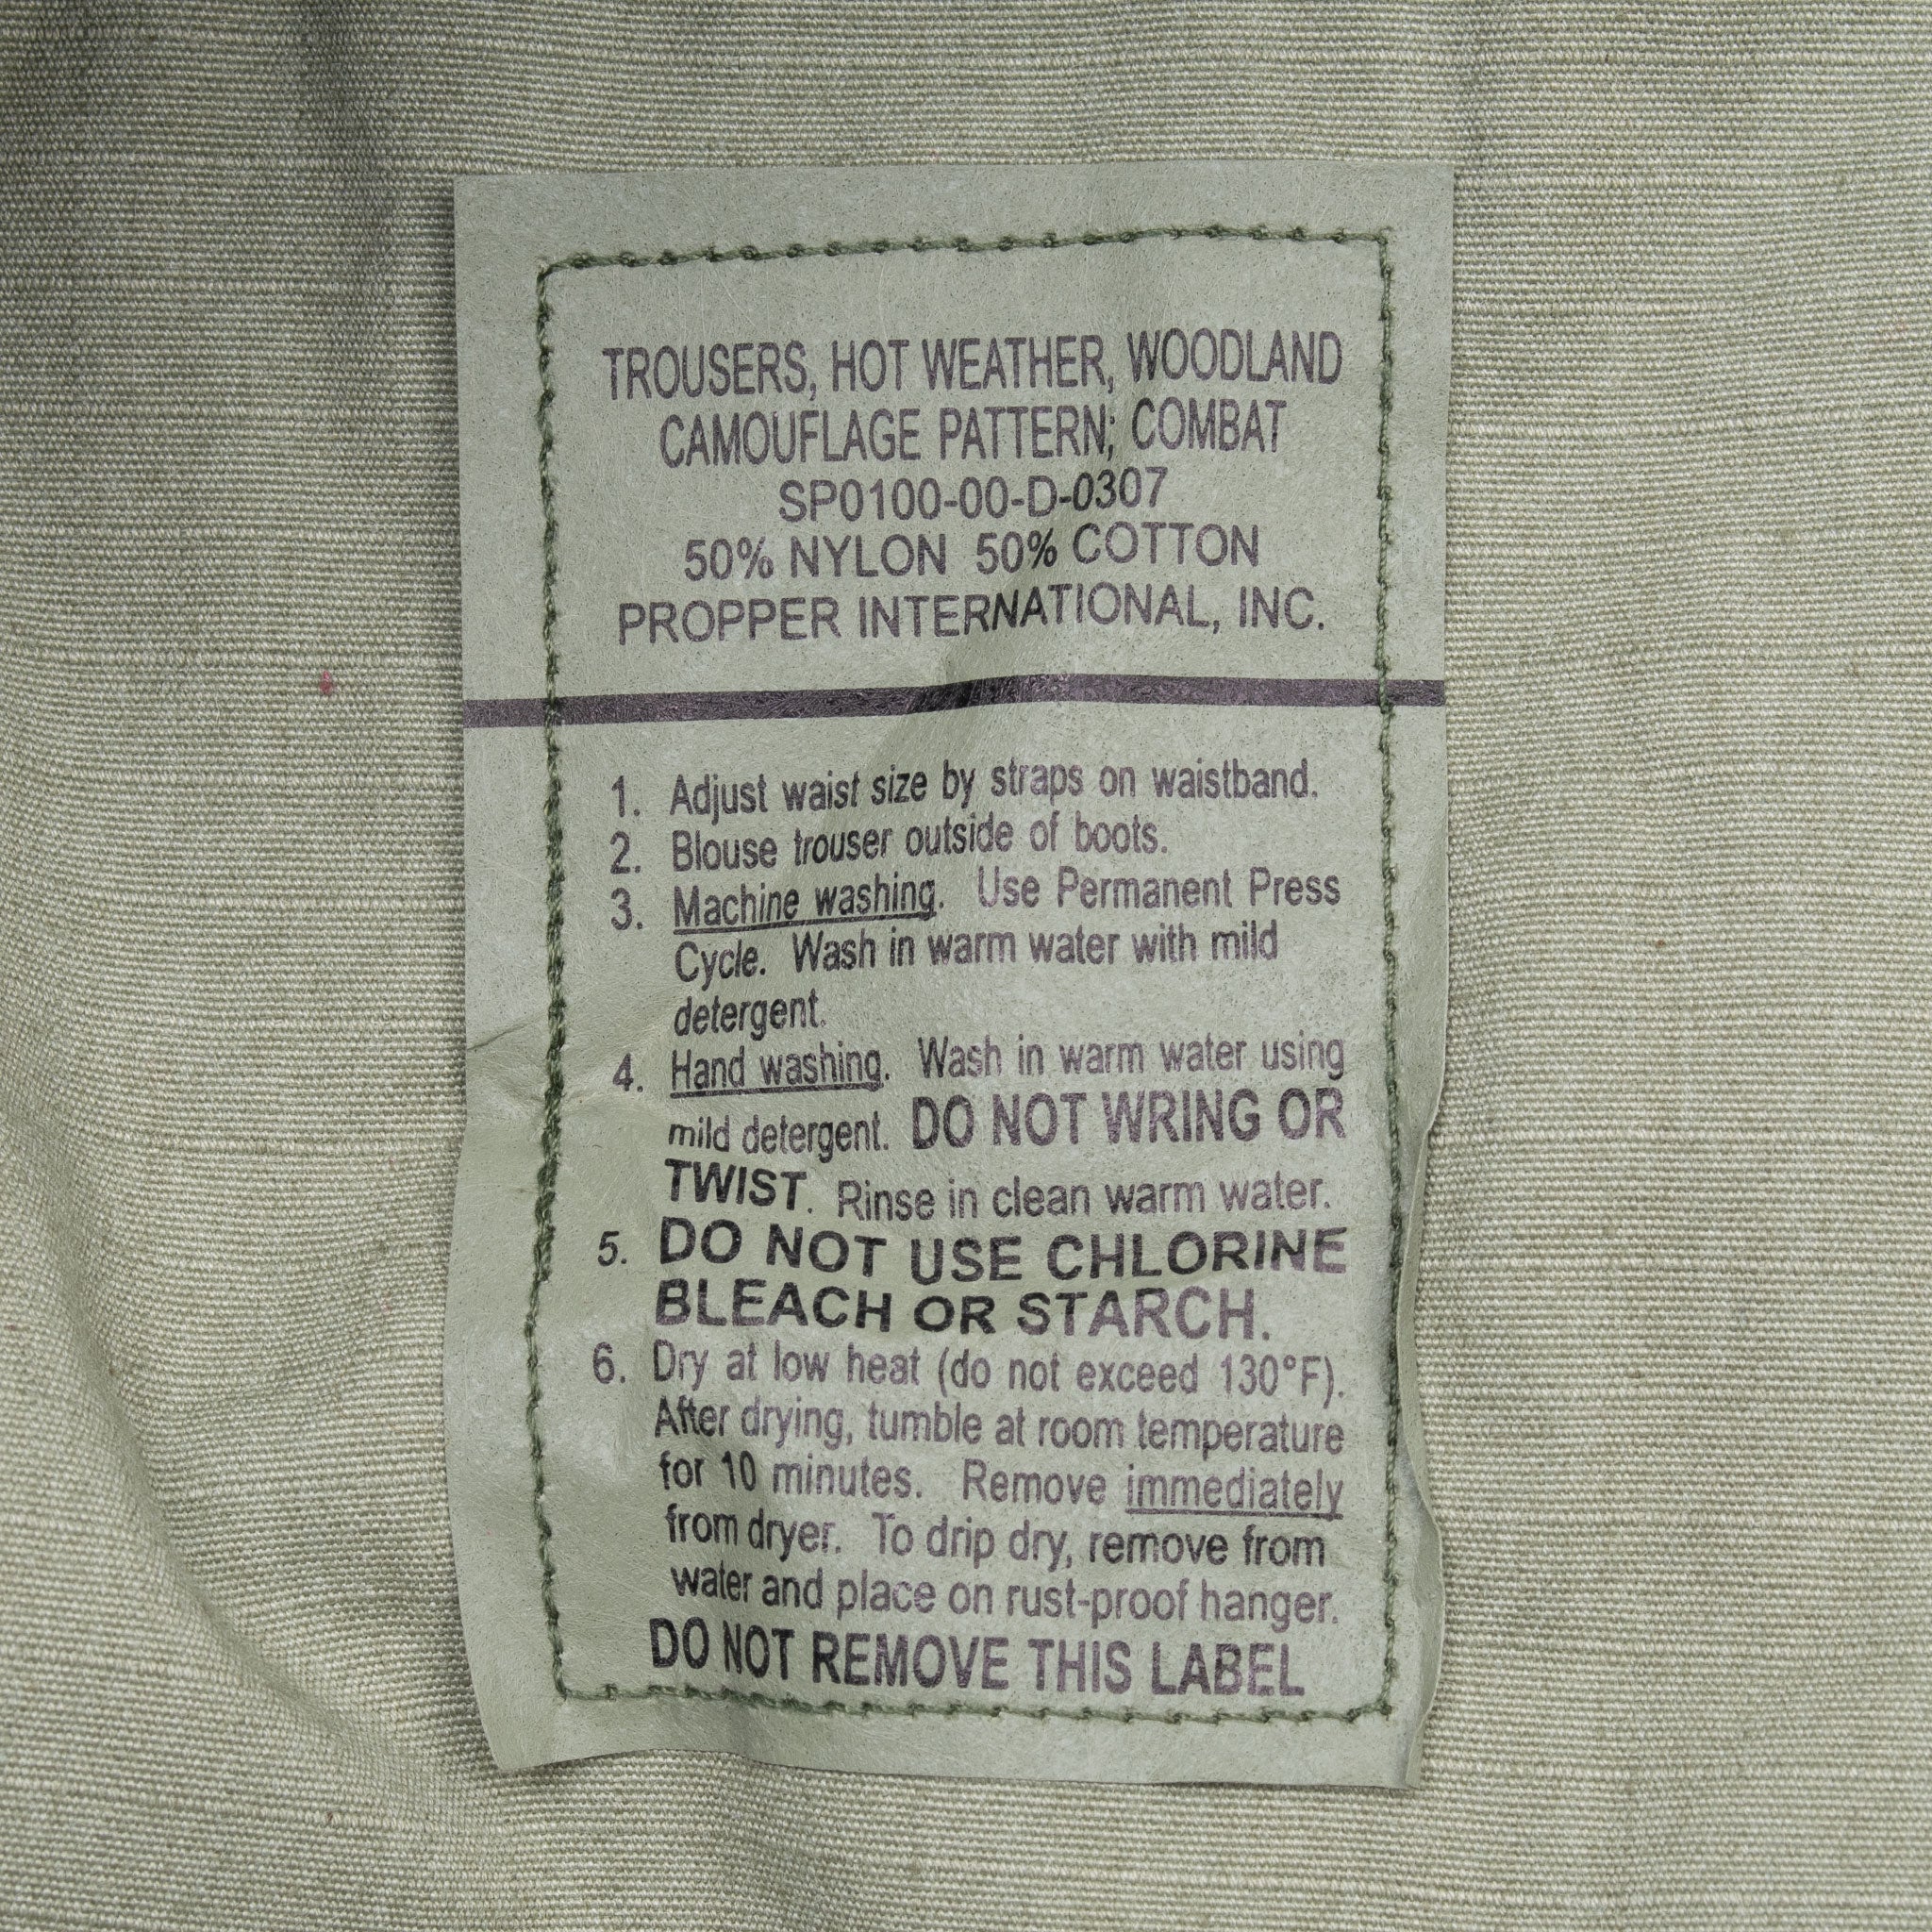 TROUSERS, HOT WEATHER, WOODLAND
CAMOUFLAGE PATTERN; COMBAT
SP0100-00-D-0307
50% NYLON  50% COTTON
PROPPER INTERNATIONAL, INC.
1. Adjust waist size by straps on waistband.
2. Blouse trouser outside of boots.
3. Machine washing. Use Permanent Press
Cycle. Wash in warm water with mild
detergent.
4. Hand washing. Wash in warm water using
mild detergent. DO NOT WRING OR
TWIST. Rinse in clean warm water.
5. DO NOT USE CHLORINE
BLEACH OR STARCH.
6. Dry at low heat (do not exceed 130°F).
After drying, tumble at room temperature
for 10 minutes. Remove immediately
from dryer. To drip dry, remove from
water and place on rust-proof hanger.
DO NOT REMOVE THIS LABEL